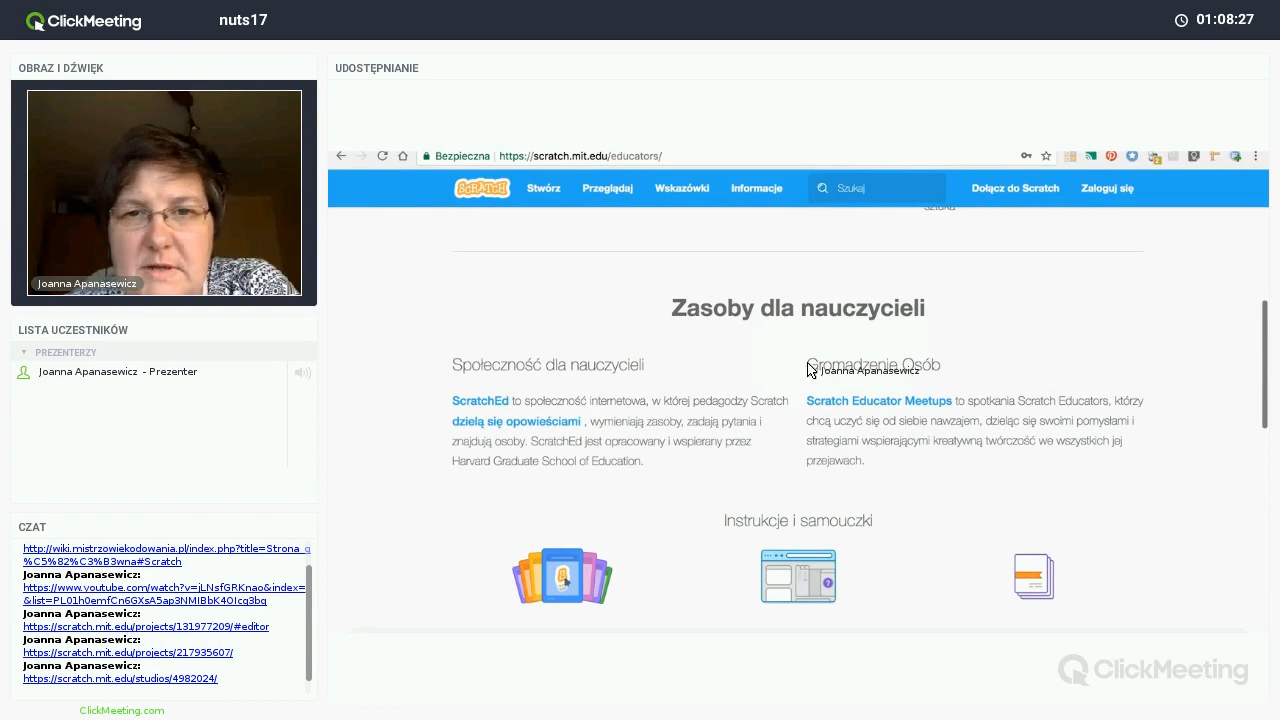 ClickMeeting
nuts17
01:08:27
OBRAZ I DŹWIĘK
Joanna Apanasewicz
LISTA UCZESTNIKÓW
PREZENTERZY
Joanna Apanasewicz - Prezenter
CZAT
http://wiki.mistrzowiekodowania.pl/index.php?title=Strona_g
%C5%82%C3%B3wna#Scratch
Joanna Apanasewicz:
https://www.youtube.com/watch?v=jLNsfGRKnao&index=
&list=PL01h0emfCn6GXsA5ap3NMIBbK4OIcq3bq
Joanna Apanasewicz:
https://scratch.mit.edu/projects/131977209/#editor
Joanna Apanasewicz:
https://scratch.mit.edu/projects/217935607/
Joanna Apanasewicz:
https://scratch.mit.edu/studios/4982024/
ClickMeeting.com
UDOSTĘPNIANIE
Bezpieczna https://scratch.mit.edu/educators/
SCRATCH Stwórz Przeglądaj Wskazówki Informacje Szukaj Dołącz do Scratch Zaloguj się
sztuka
Zasoby dla nauczycieli
Społeczność dla nauczycieli
ScratchEd to społeczność internetowa, w której pedagodzy Scratch
dzielą się opowieściami , wymieniają zasoby, zadają pytania i
znajdują osoby. ScratchEd jest opracowany i wspierany przez
Harvard Graduate School of Education.
Gromadzenie Osób
Joanna Apanasewicz
Scratch Educator Meetups to spotkania Scratch Educators, którzy
chcą uczyć się od siebie nawzajem, dzieląc się swoimi pomysłami i
strategiami wspierającymi kreatywną twórczość we wszystkich jej
przejawach.
Instrukcje i samouczki
ClickMeeting